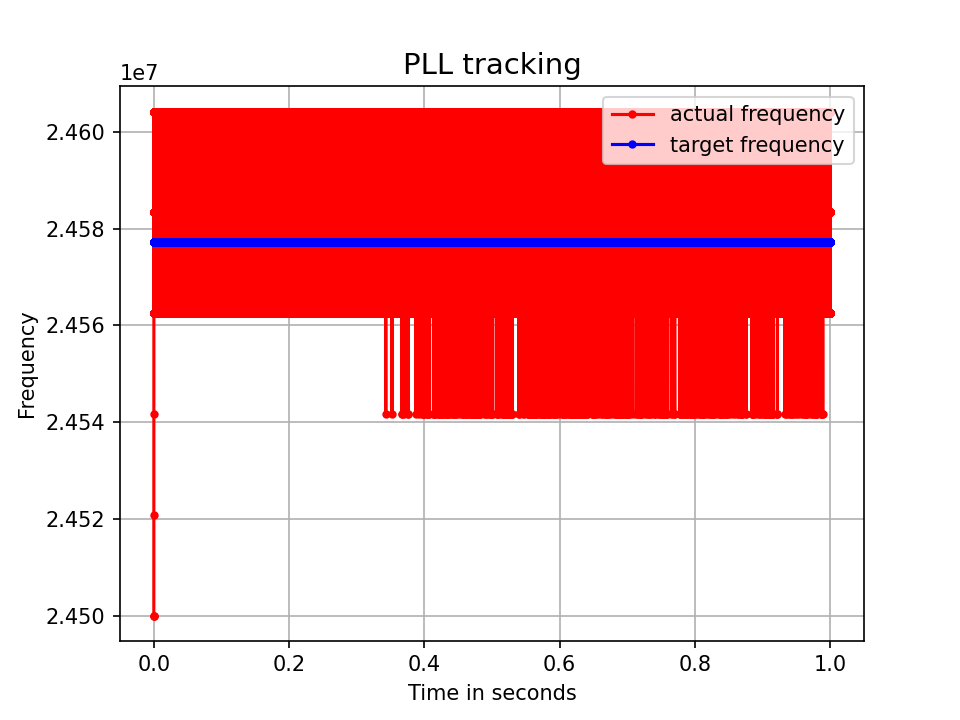 PLL tracking
1e7
actual frequency
target frequency
2.460
2.458
2.456
2.454
2.452
2.450
Frequency
0.0 0.2 0.4 0.6 0.8 1.0
Time in seconds